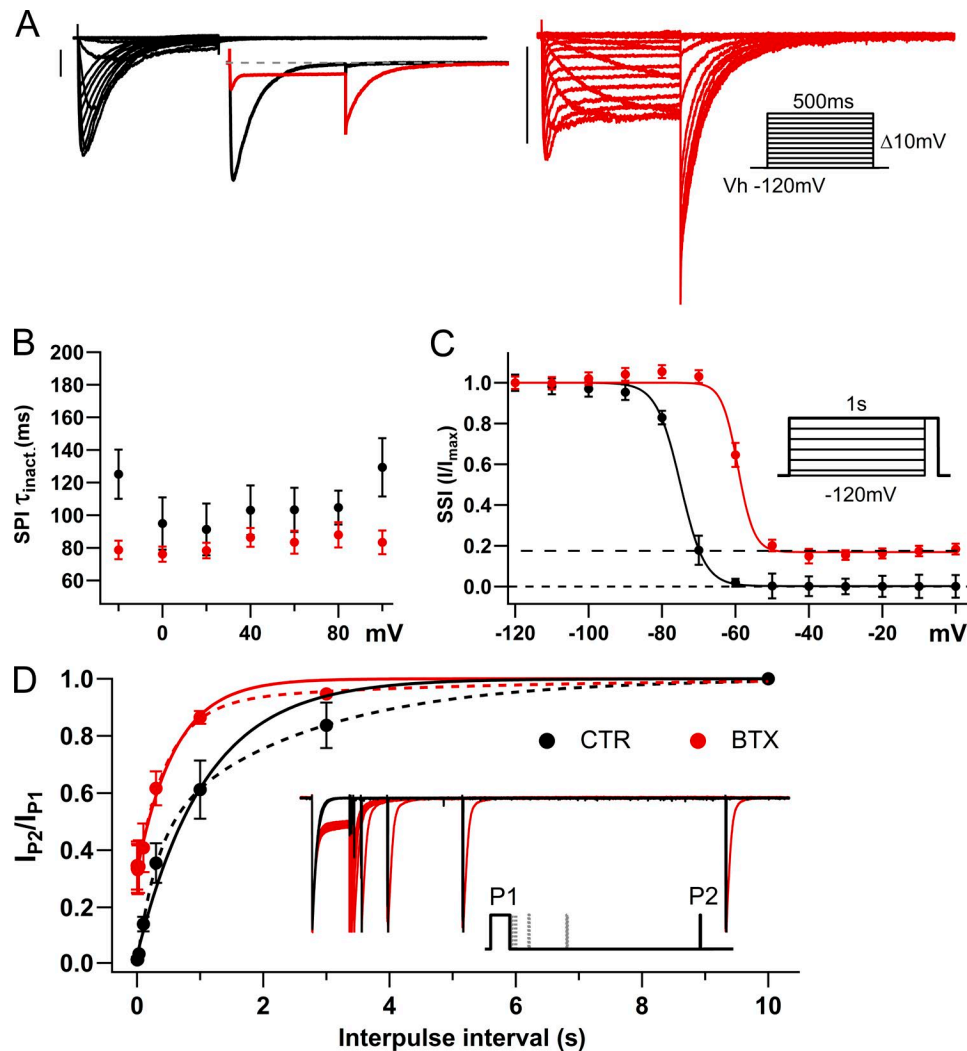 A
500ms
Δ10mV
Vh -120mV
B
200
180
160
140
120
100
80
60
SPI τinact.(ms)
0 40 80 mV
C
1.0
0.8
0.6
0.4
0.2
0.0
SSI (I/Imax)
1s
-120mV
-120 -100 -80 -60 -40 -20 mV
D
1.0
0.8
0.6
0.4
0.2
0.0
IP2/IP1
CTR BTX
P1 P2
0 2 4 6 8 10
Interpulse interval (s)